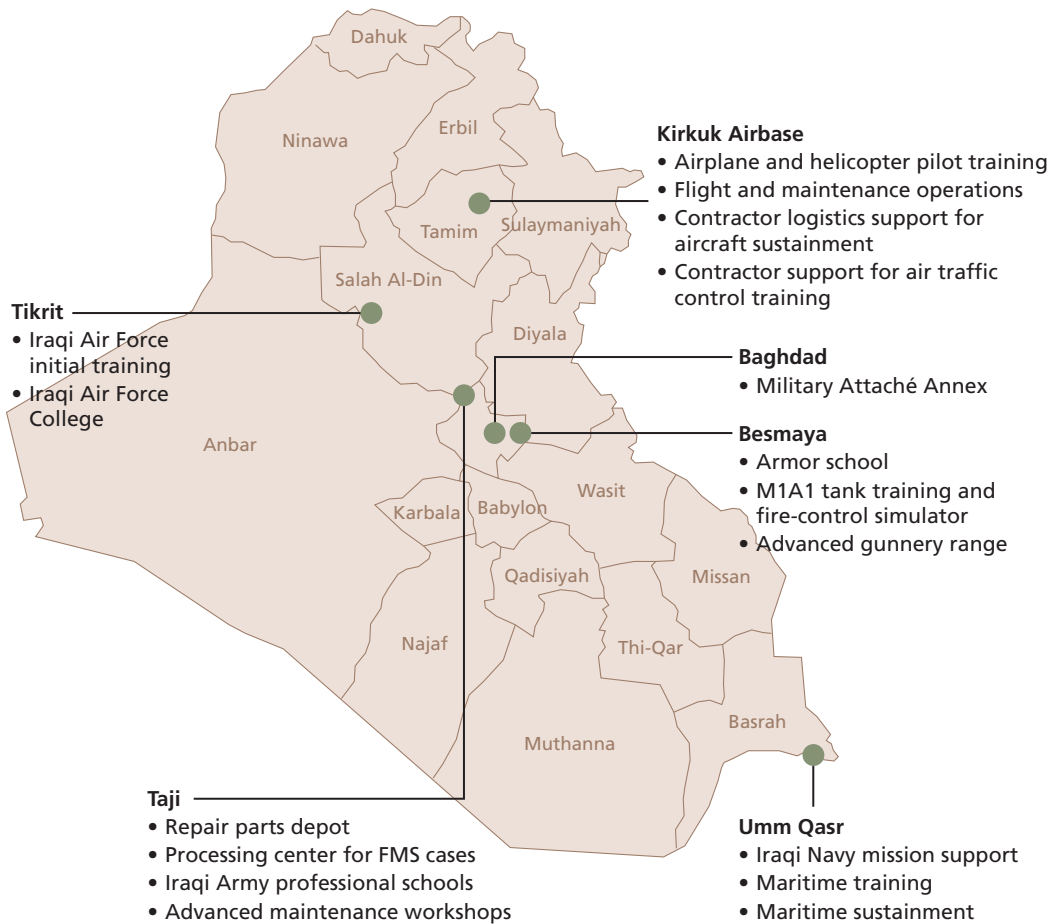 Dahuk
Ninawa
Erbil
Tamim
Sulaymaniyah
Salah Al-Din
Diyala
Anbar
Karbala
Babylon
Wasit
Qadisiyah
Missan
Najaf
Thi-Qar
Muthanna
Basrah
Kirkuk Airbase
• Airplane and helicopter pilot training
• Flight and maintenance operations
• Contractor logistics support for
aircraft sustainment
• Contractor support for air traffic
control training
Tikrit
• Iraqi Air Force
initial training
• Iraqi Air Force
College
Baghdad
• Military Attaché Annex
Besmaya
• Armor school
• M1A1 tank training and
fire-control simulator
• Advanced gunnery range
Taji
• Repair parts depot
• Processing center for FMS cases
• Iraqi Army professional schools
• Advanced maintenance workshops
Umm Qasr
• Iraqi Navy mission support
• Maritime training
• Maritime sustainment